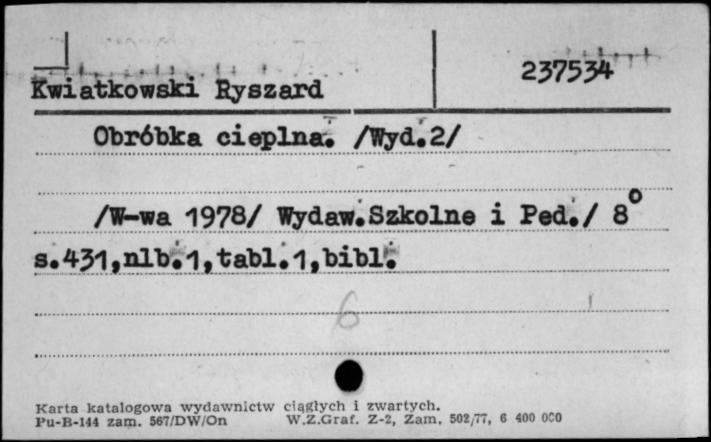 237534
Kwiatkowski Ryszard
Obróbka cieplna. /Wyd.2/
/W-wa 1978/ Wydaw.Szkolne i Ped./ 8°
s.431,nlb.1,tabl.1,bibl.
6
Karta katalogowa wydawnictw ciągłych i zwartych.
Pu-B-144 zam. 567/DW/On W.Z.Graf. Z-2, Zam. 502/77, 6 400 000